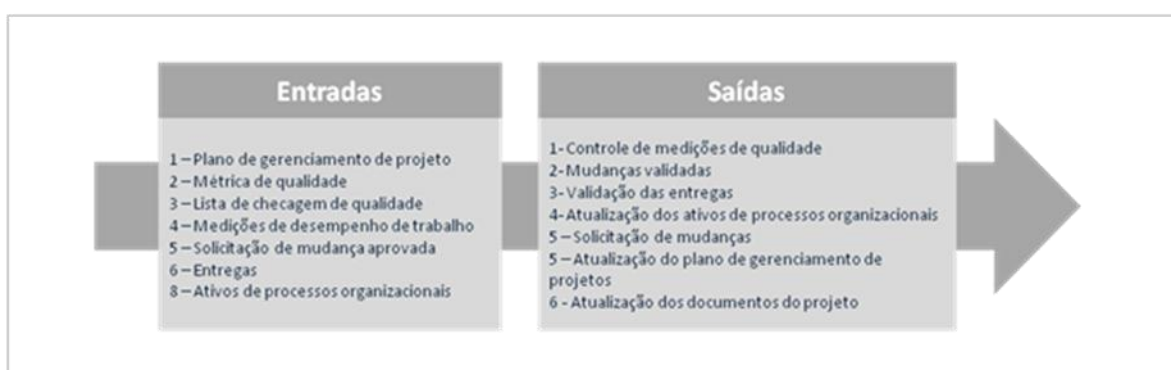 Entradas
1 – Plano de gerenciamento de projeto
2 – Métrica de qualidade
3 – Lista de checagem de qualidade
4 – Medições de desempenho de trabalho
5 – Solicitação de mudança aprovada
6 – Entregas
8 – Ativos de processos organizacionais
Saídas
1- Controle de medições de qualidade
2- Mudanças validadas
3- Validação das entregas
4- Atualização dos ativos de processos organizacionais
5 – Solicitação de mudanças
5 – Atualização do plano de gerenciamento de
projetos
6 - Atualização dos documentos do projeto